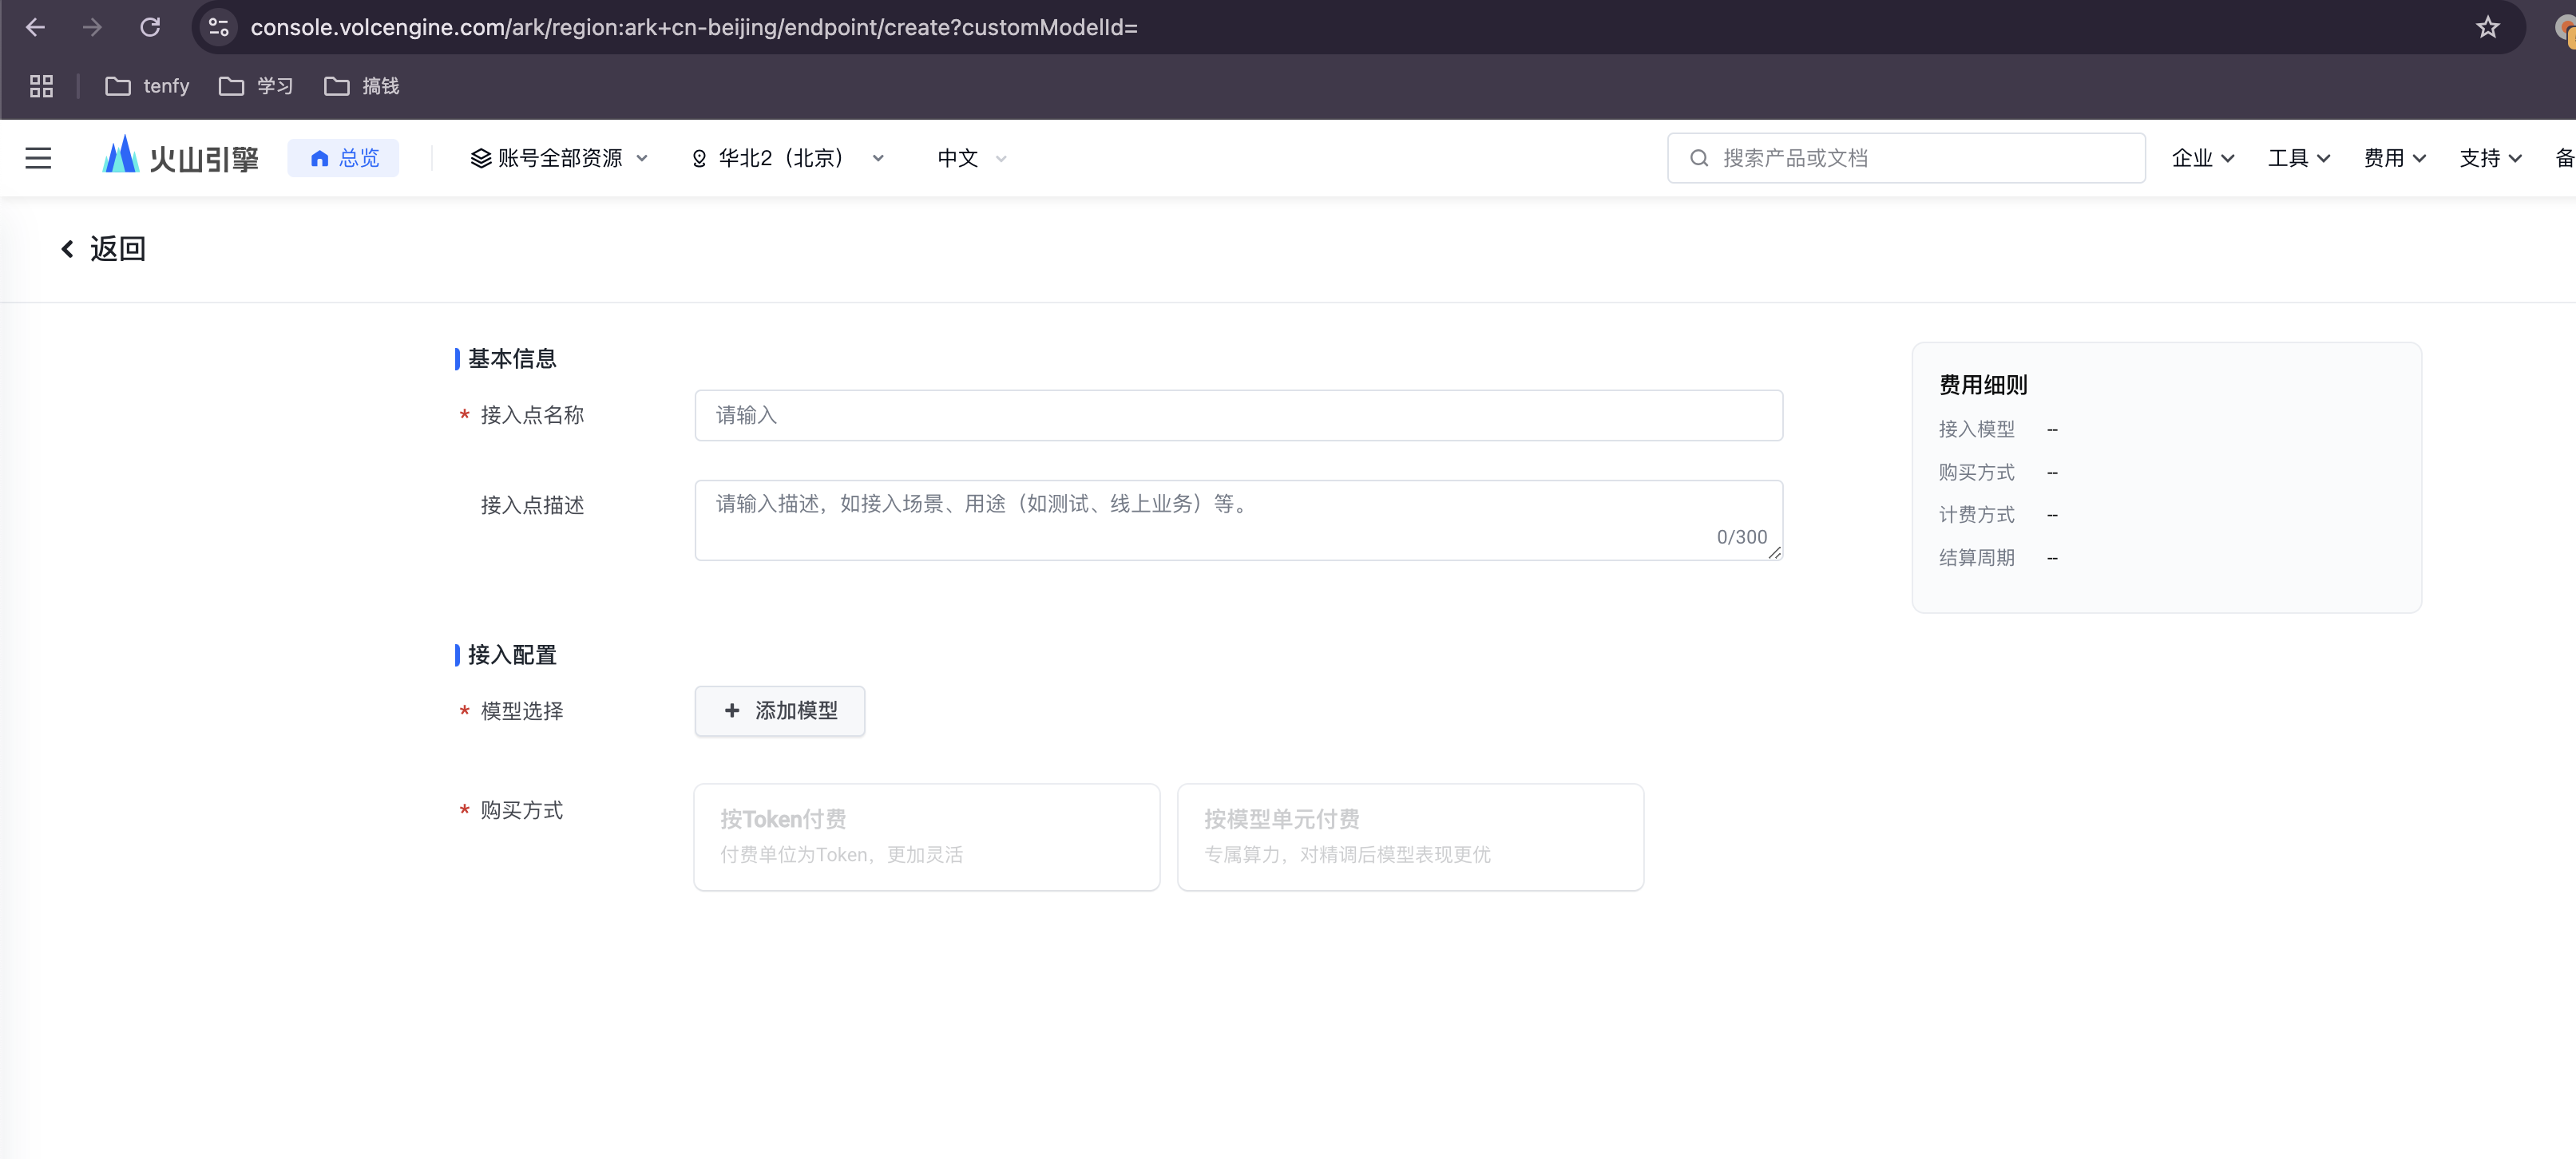 console.volcengine.com/ark/region:ark+cn-beijing/endpoint/create?customModelId=
tenfy 学习 搞钱
火山引擎 总览 账号全部资源 华北2（北京） 中文 搜索产品或文档 企业 工具 费用 支持 备
返回
基本信息
* 接入点名称 请输入
接入点描述 请输入描述，如接入场景、用途（如测试、线上业务）等。
0/300
费用细则
接入模型 --
购买方式 --
计费方式 --
结算周期 --
接入配置
* 模型选择 + 添加模型
* 购买方式
按Token付费
付费单位为Token，更加灵活
按模型单元付费
专属算力，对精调后模型表现更优